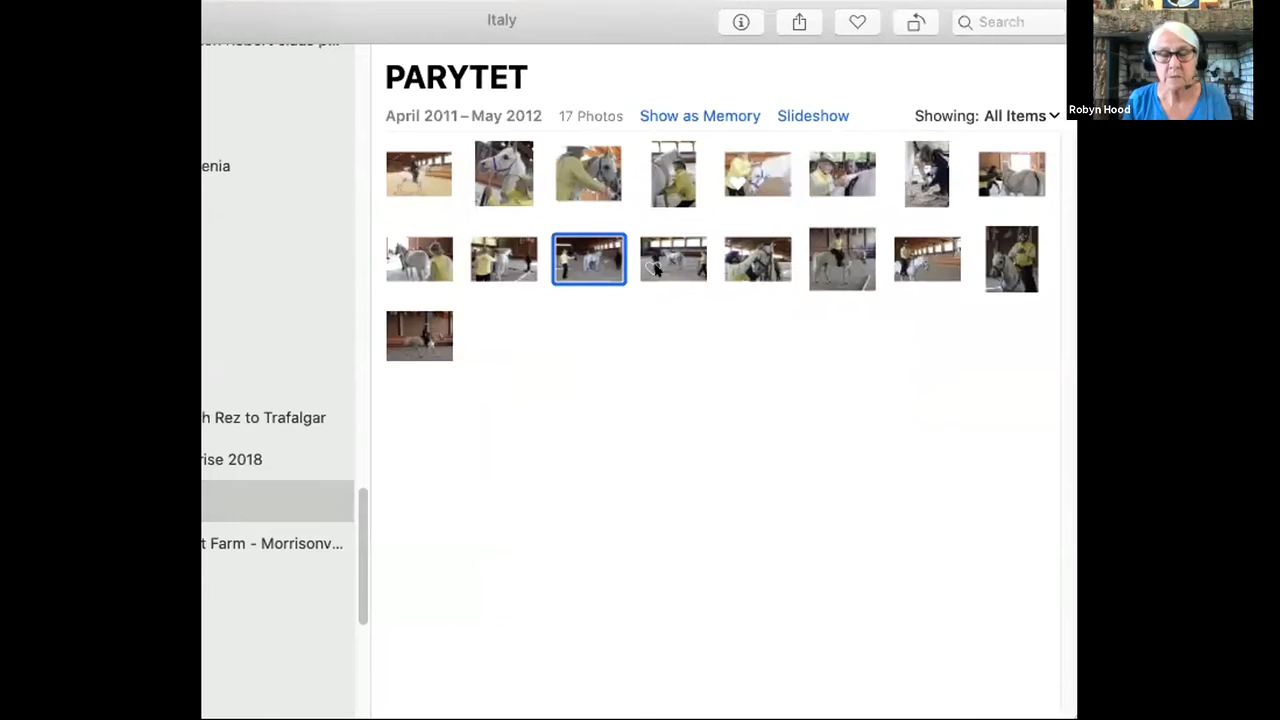 Italy
Search
PARYTET
April 2011 – May 2012 17 Photos Show as Memory Slideshow Showing: All Items
Robyn Hood
enia
h Rez to Trafalgar
rise 2018
t Farm - Morrisonv...